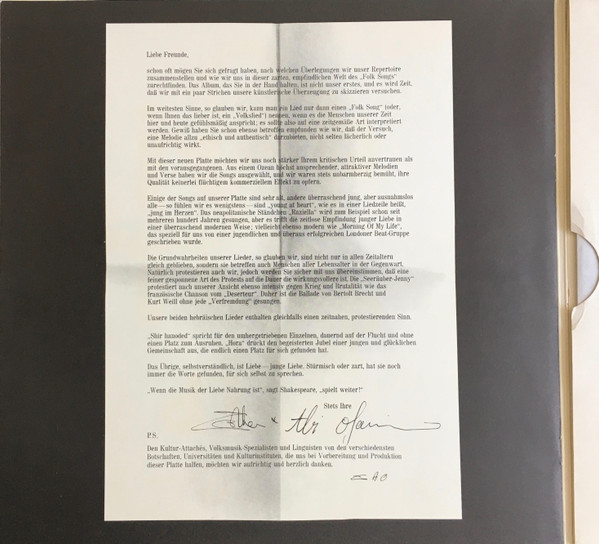 Liebe Freunde,
schon oft mögen Sie sich gefragt haben, nach welchen Überlegungen wir unser Repertoire
zusammenstellen und wie wir uns in dieser zarten, empfindlichen Welt des „Folk Songs"
zurechtfinden. Das Album, das Sie in der Hand halten, ist nicht unser erstes, und es wird Zeit,
daß wir mit ein paar Strichen unsere künstlerische Überzeugung zu skizzieren versuchen.
Im weitesten Sinne, so glauben wir, kann man ein Lied nur dann einen „Folk Song" (oder,
wenn Ihnen das lieber ist, ein „Volkslied") nennen, wenn es die Menschen unserer Zeit
hier und heute gefühlsmäßig anspricht; es sollte also auf eine zeitgemäße Art interpretiert
werden. Gewiß haben Sie schon ebenso betroffen empfunden wie wir, daß der Versuch,
eine Melodie allzu „ethisch und authentisch" darzubieten, nicht selten lächerlich oder
unaufrichtig wirkt.
Mit dieser neuen Platte möchten wir uns noch stärker Ihrem kritischen Urteil anvertrauen als
mit den vorausgegangenen. Aus einem Ozean höchst ansprechender, attraktiver Melodien
und Verse haben wir die Songs ausgewählt, und wir waren stets unbarmherzig bemüht, ihre
Qualität keinerlei flüchtigem kommerziellem Effekt zu opfern.
Einige der Songs auf unserer Platte sind sehr alt, andere überraschend jung, aber ausnahmslos
alle — so fühlen wir es wenigstens — sind „young at heart", wie es in einer Liedzeile heißt,
„jung im Herzen". Das neapolitanische Ständchen „Raziella" wird zum Beispiel schon seit
mehreren hundert Jahren gesungen, aber es trifft die zeitlose Empfindung junger Liebe in
einer überraschend modernen Weise; vielleicht ebenso modern wie „Morning Of My Life",
das speziell für uns von einer jugendlichen und überaus erfolgreichen Londoner Beat-Gruppe
geschrieben wurde.
Die Grundwahrheiten unserer Lieder, so glauben wir, sind nicht nur in allen Zeitaltern
gleich geblieben, sondern sie betreffen auch Menschen aller Lebensalter in der Gegenwart.
Natürlich protestieren auch wir, jedoch werden Sie sicher mit uns übereinstimmen, daß eine
feiner gesponnene Art des Protests auf die Dauer die wirkungsvollere ist. Die „Seeräuber-Jenny"
protestiert nach unserer Ansicht ebenso intensiv gegen Krieg und Brutalität wie das
französische Chanson vom „Deserteur". Daher ist die Ballade von Bertolt Brecht und
Kurt Weill ohne jede „Verfremdung" gesungen.
Unsere beiden hebräischen Lieder enthalten gleichfalls einen zeitnahen, protestierenden Sinn.
„Shir hanoded" spricht für den umhergetriebenen Einzelnen, dauernd auf der Flucht und ohne
einen Platz zum Ausruhen. „Hora" drückt den begeisterten Jubel einer jungen und glücklichen
Gemeinschaft aus, die endlich einen Platz für sich gefunden hat.
Das Übrige, selbstverständlich, ist Liebe — junge Liebe. Stürmisch oder zart, hat sie noch
immer die Worte gefunden, für sich selbst zu sprechen.
„Wenn die Musik der Liebe Nahrung ist", sagt Shakespeare, „spielt weiter!"
Stets Ihre
Esther x Abi Ofarim
P.S.
Den Kultur-Attachés, Volksmusik-Spezialisten und Linguisten von den verschiedensten
Botschaften, Universitäten und Kulturinstituten, die uns bei Vorbereitung und Produktion
dieser Platte halfen, möchten wir aufrichtig und herzlich danken.
EAO